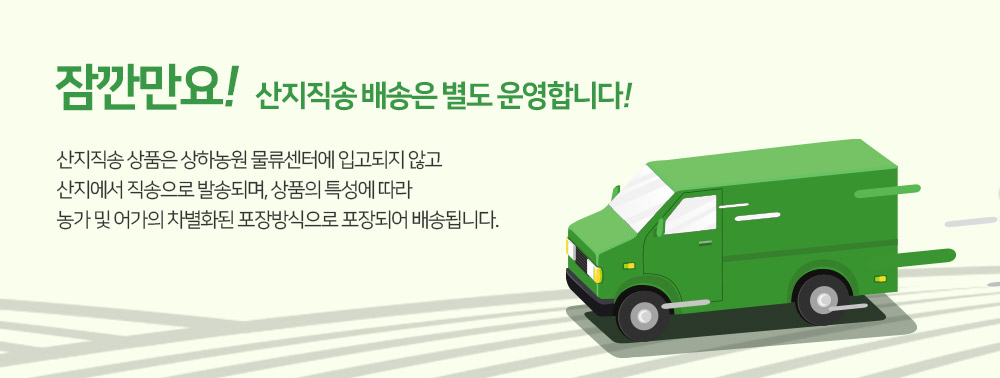 잠깐만요! 산지직송 배송은 별도 운영합니다!
산지직송 상품은 상하농원 물류센터에 입고되지 않고
산지에서 직송으로 발송되며, 상품의 특성에 따라
농가 및 어가의 차별화된 포장방식으로 포장되어 배송됩니다.